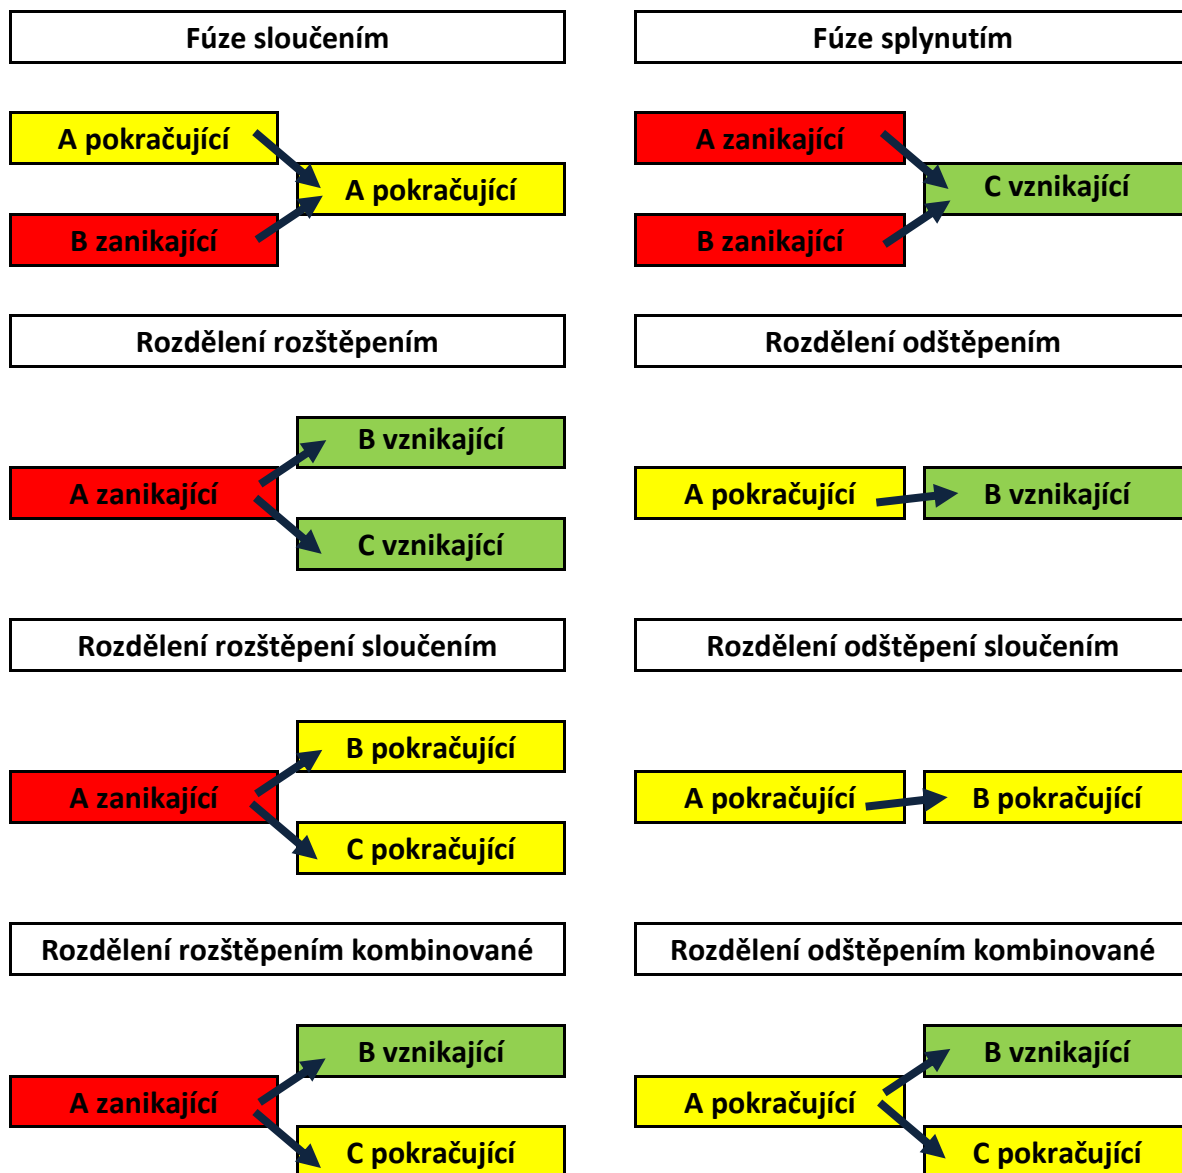 Fúze sloučením
A pokračující
A pokračující
B zanikající
Fúze splynutím
A zanikající
C vznikající
B zanikající
Rozdělení rozštěpením
B vznikající
A zanikající
C vznikající
Rozdělení odštěpením
A pokračující
B vznikající
Rozdělení rozštěpení sloučením
B pokračující
A zanikající
C pokračující
Rozdělení odštěpení sloučením
A pokračující
B pokračující
Rozdělení rozštěpením kombinované
B vznikající
A zanikající
C pokračující
Rozdělení odštěpením kombinované
B vznikající
A pokračující
C pokračující